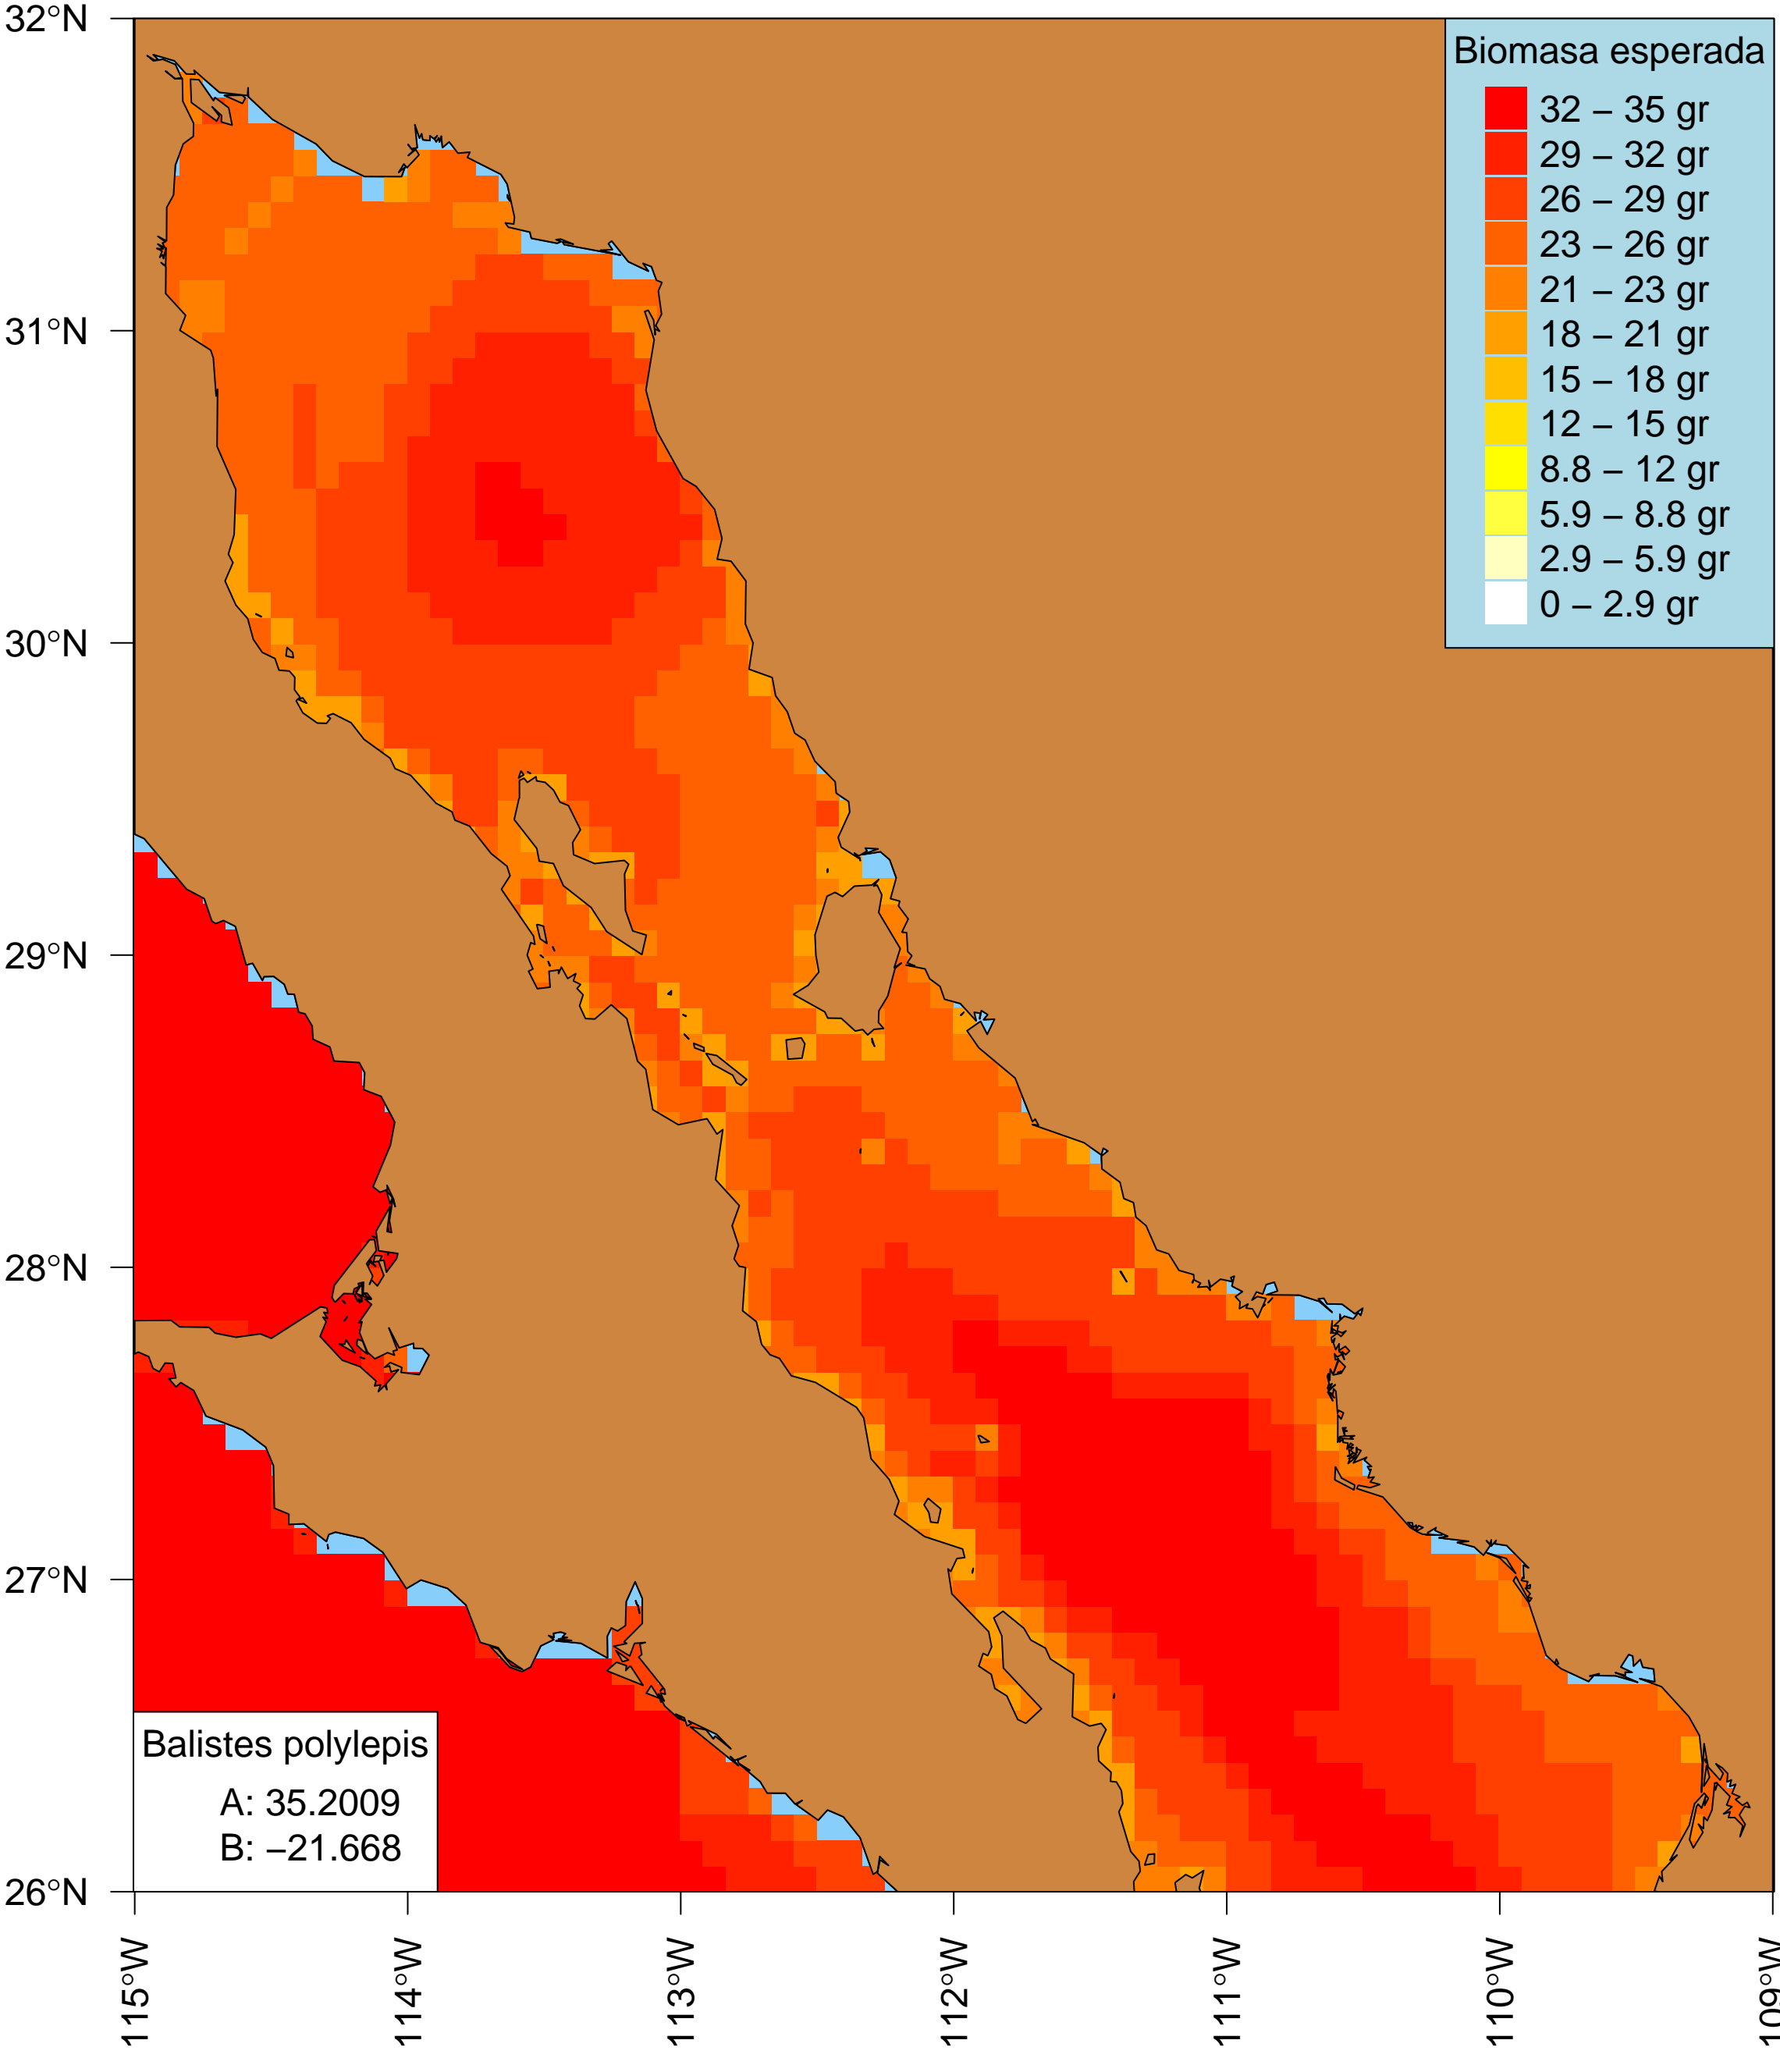 32°N
31°N
30°N
29°N
28°N
27°N
26°N
115°W
114°W
113°W
112°W
111°W
110°W
109°W
Biomasa esperada
32 – 35 gr
29 – 32 gr
26 – 29 gr
23 – 26 gr
21 – 23 gr
18 – 21 gr
15 – 18 gr
12 – 15 gr
8.8 – 12 gr
5.9 – 8.8 gr
2.9 – 5.9 gr
0 – 2.9 gr
Balistes polylepis
A: 35.2009
B: −21.668